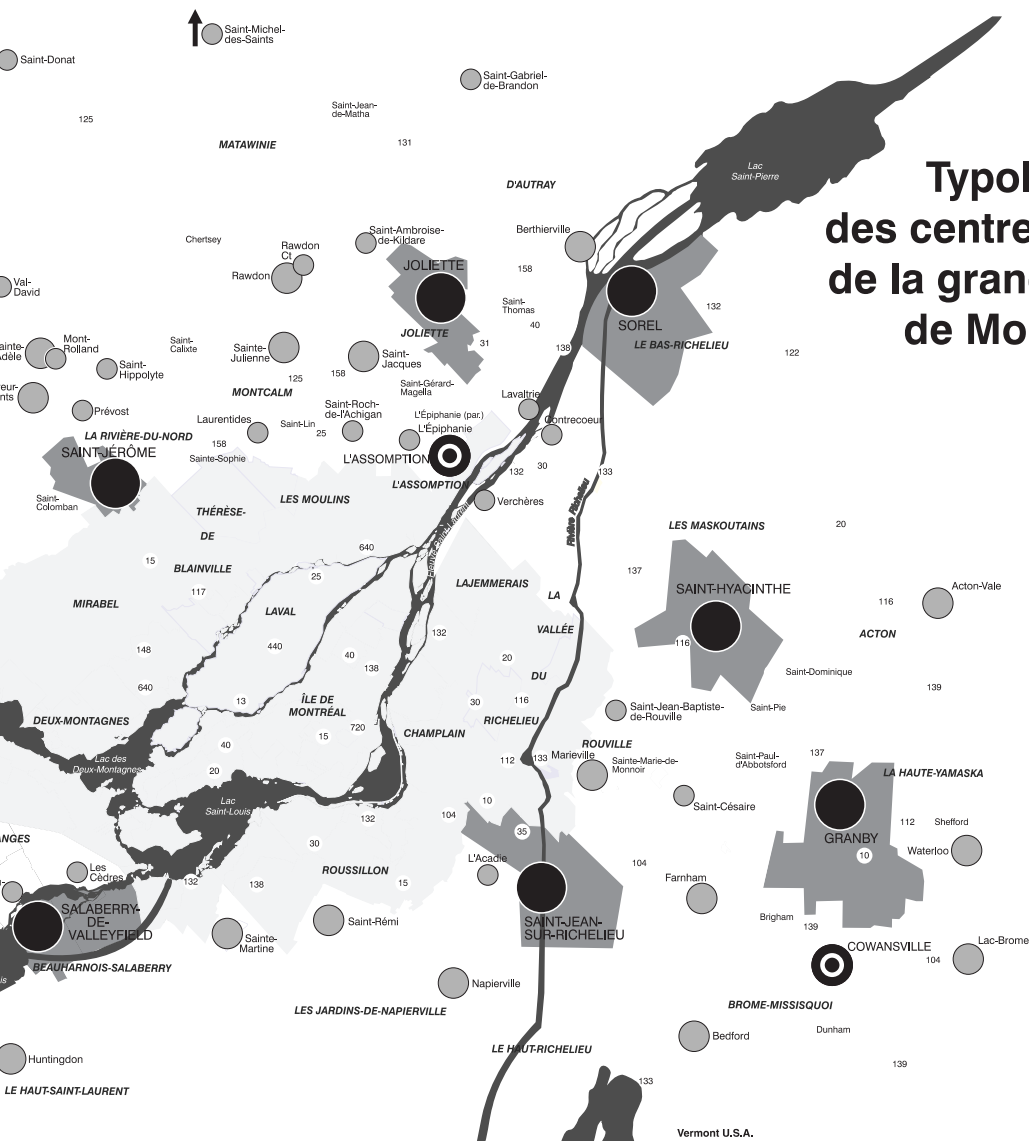 Saint-Michel-
des-Saints
Saint-Donat
Saint-Gabriel-
de-Brandon
Saint-Jean-
de-Matha
125
MATAWINIE
131
D'AUTRAY
Lac
Saint-Pierre
Typol
des centre
de la gran
de Mo
Chertsey
Rawdon
Ct
Rawdon
Saint-Ambroise-
de-Kildare
JOLIETTE
Berthierville
158
Val-
David
Saint-
Thomas
40
132
SOREL
LE BAS-RICHELIEU
JOLIETTE
31
138
122
Mont-
Rolland
Saint-
Hippolyte
Saint-
Calixte
Sainte-
Julienne
125
158
Saint-
Jacques
MONTCALM
Saint-Gérard-
Magella
Prévost
Laurentides
Saint-Lin
25
Saint-Roch-
de-l'Achigan
L'Épiphanie (par.)
L'Épiphanie
Lavaltrie
Contrecoeur
LA RIVIÈRE-DU-NORD
SAINT-JÉRÔME
158
Sainte-Sophie
L'ASSOMPTION
L'ASSOMPTION
132
30
133
Saint-
Colomban
LES MOULINS
Verchères
THÉRÈSE-
DE
BLAINVILLE
Fleuve Saint-Laurent
Rivière Richelieu
LES MASKOUTAINS
20
15
117
640
25
LAJEMMERAIS
137
MIRABEL
LAVAL
LA
VALLÉE
DU
RICHELIEU
SAINT-HYACINTHE
116
116
Acton-Vale
ACTON
148
440
40
138
132
20
Saint-Dominique
640
13
ÎLE DE
MONTRÉAL
30
116
139
Saint-Pie
DEUX-MONTAGNES
15
720
CHAMPLAIN
Saint-Jean-Baptiste-
de-Rouville
ROUVILLE
40
Lac des
Deux-Montagnes
20
112
133
Marieville
Sainte-Marie-de-
Monnoir
Saint-Paul-
d'Abbotsford
137
LA HAUTE-YAMASKA
Lac
Saint-Louis
132
104
10
Saint-Césaire
35
GRANBY
112
Shefford
10
Waterloo
ANGES
30
Les
Cèdres
132
138
ROUSSILLON
15
L'Acadie
104
Farnham
SALABERRY-
DE-
VALLEYFIELD
Sainte-
Martine
Saint-Rémi
SAINT-JEAN-
SUR-RICHELIEU
Brigham
139
COWANSVILLE
104
Lac-Brome
BEAUHARNOIS-SALABERRY
Napierville
LES JARDINS-DE-NAPIERVILLE
BROME-MISSISQUOI
Bedford
Dunham
LE HAUT-RICHELIEU
Huntingdon
139
LE HAUT-SAINT-LAURENT
133
Vermont U.S.A.